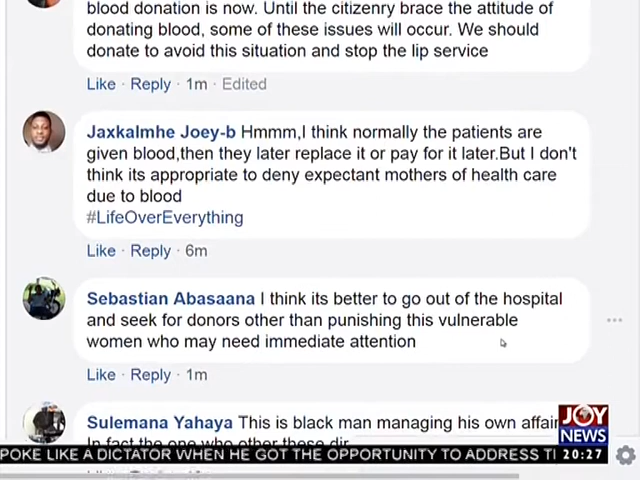 blood donation is now. Until the citizenry brace the attitude of
donating blood, some of these issues will occur. We should
donate to avoid this situation and stop the lip service
Like · Reply · 1m · Edited
Jaxkalmhe Joey-b Hmmm,I think normally the patients are
given blood,then they later replace it or pay for it later.But I don't
think its appropriate to deny expectant mothers of health care
due to blood
#LifeOverEverything
Like · Reply · 6m
Sebastian Abasaana I think its better to go out of the hospital
and seek for donors other than punishing this vulnerable
women who may need immediate attention
Like · Reply · 1m
Sulemana Yahaya This is black man managing his own affair
In fact the one who other these dir
JOY
NEWS
POKE LIKE A DICTATOR WHEN HE GOT THE OPPORTUNITY TO ADDRESS
20:27